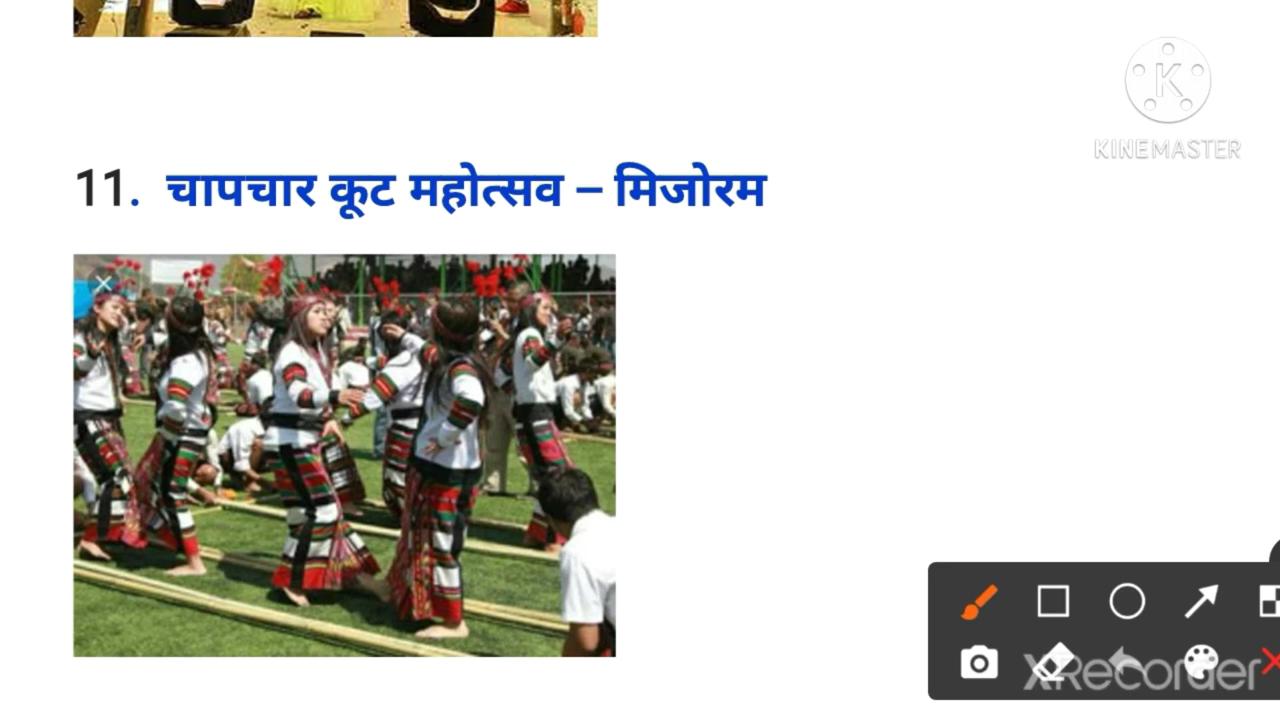 KINEMASTER
11. चापचार कूट महोत्सव – मिजोरम
XRecorder